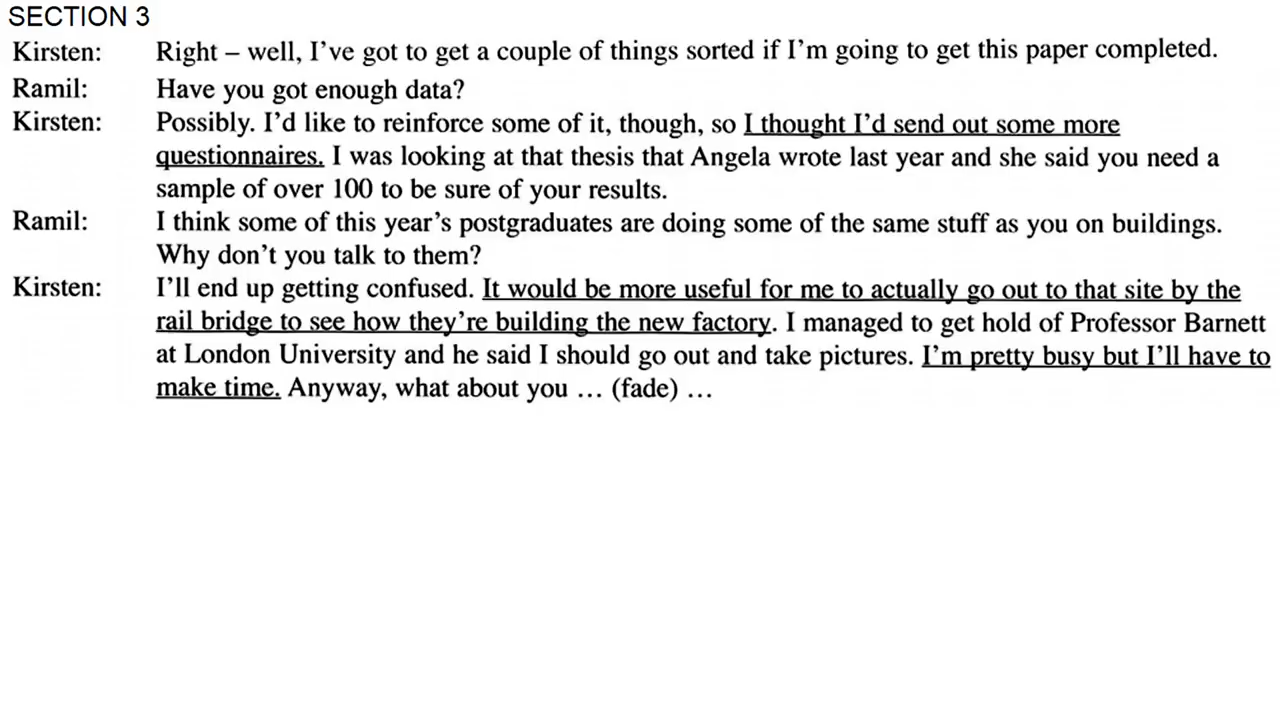 SECTION 3
Kirsten: Right – well, I've got to get a couple of things sorted if I'm going to get this paper completed.
Ramil: Have you got enough data?
Kirsten: Possibly. I'd like to reinforce some of it, though, so I thought I'd send out some more
questionnaires. I was looking at that thesis that Angela wrote last year and she said you need a
sample of over 100 to be sure of your results.
Ramil: I think some of this year's postgraduates are doing some of the same stuff as you on buildings.
Why don't you talk to them?
Kirsten: I'll end up getting confused. It would be more useful for me to actually go out to that site by the
rail bridge to see how they're building the new factory. I managed to get hold of Professor Barnett
at London University and he said I should go out and take pictures. I'm pretty busy but I'll have to
make time. Anyway, what about you … (fade) …